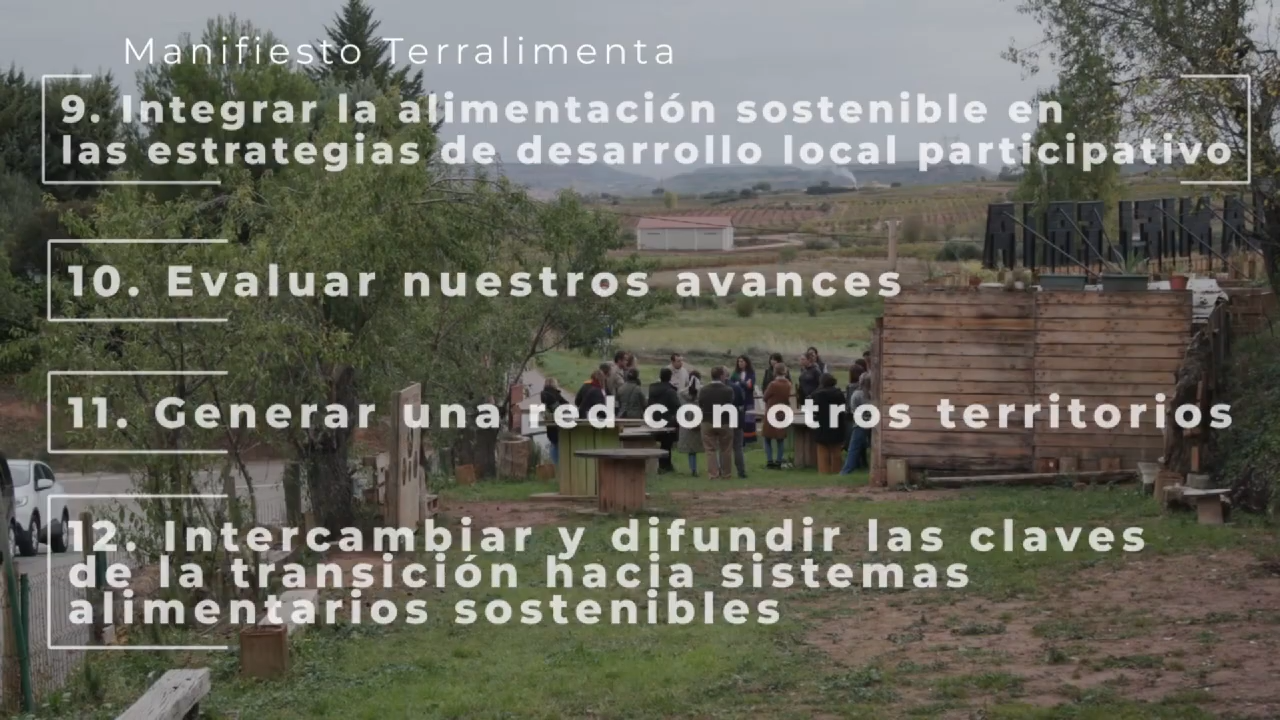 Manifiesto Terralimenta
9. Integrar la alimentación sostenible en
las estrategias de desarrollo local participativo
10. Evaluar nuestros avances
11. Generar una red con otros territorios
12. Intercambiar y difundir las claves
de la transición hacia sistemas
alimentarios sostenibles